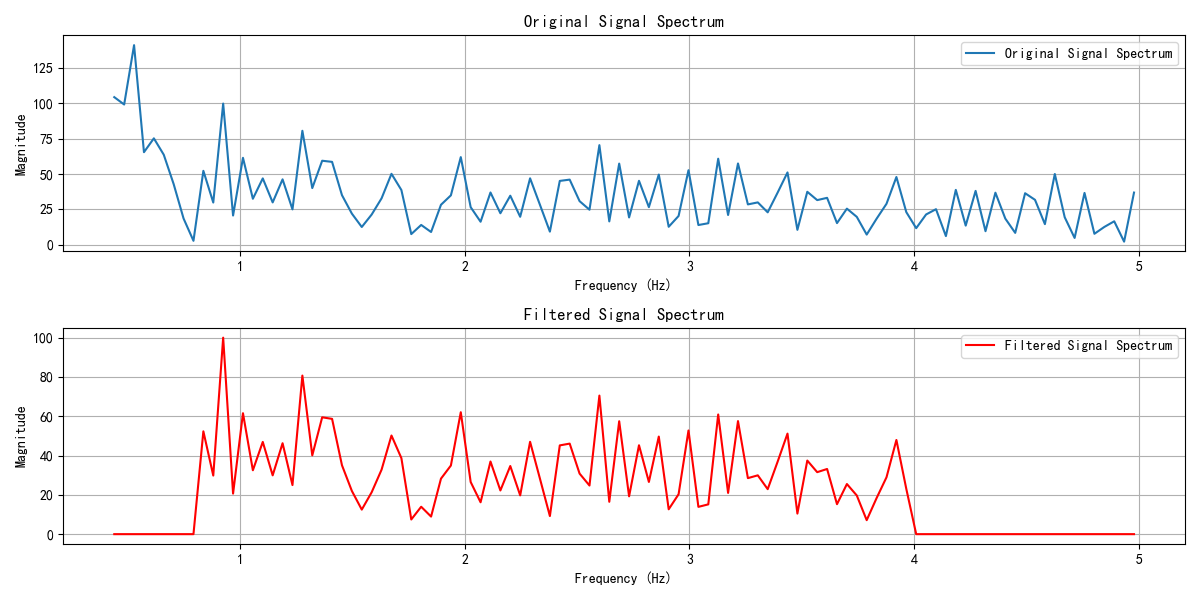 Original Signal Spectrum
Original Signal Spectrum
Magnitude
125
100
75
50
25
0
1 2 3 4 5
Frequency (Hz)
Filtered Signal Spectrum
Filtered Signal Spectrum
Magnitude
100
80
60
40
20
0
1 2 3 4 5
Frequency (Hz)